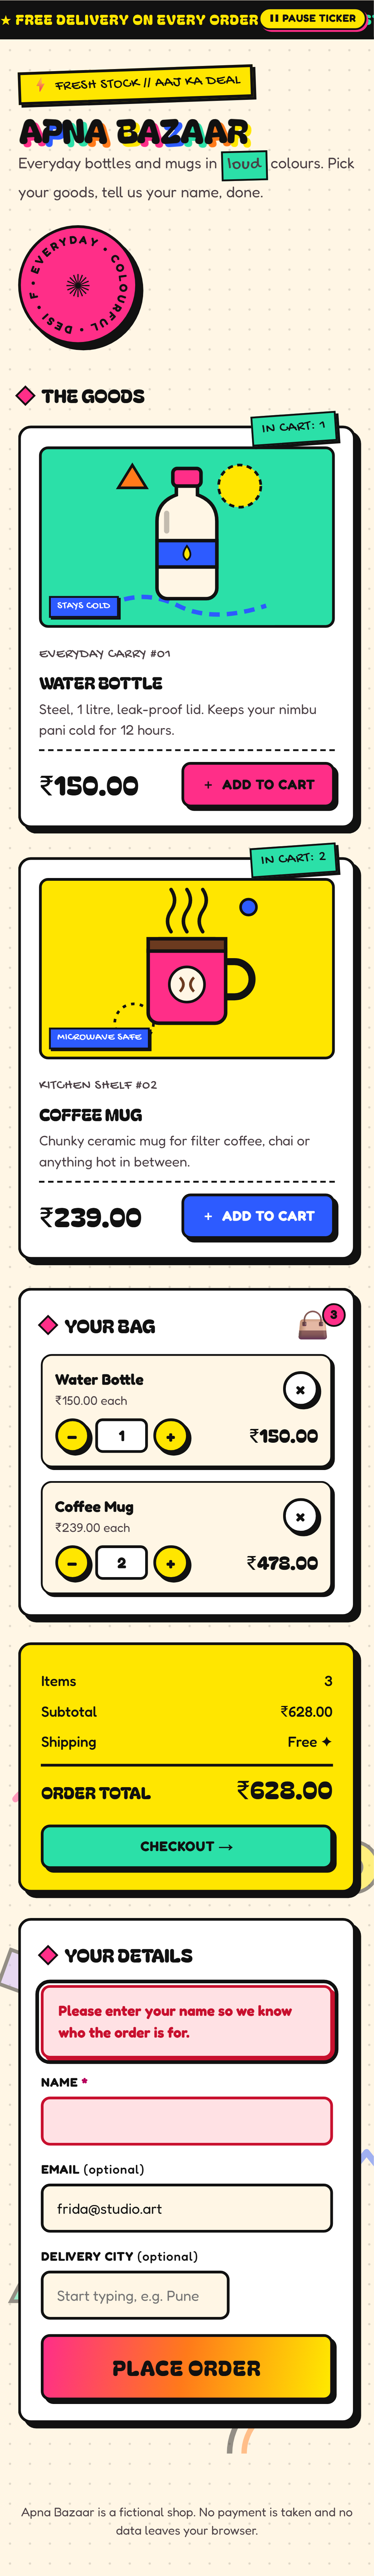 ★ FREE DELIVERY ON EVERY ORDER
PAUSE TICKER
⚡ FRESH STOCK // AAJ KA DEAL
APNA BAZAAR
Everyday bottles and mugs in loud colours. Pick
your goods, tell us your name, done.
EVERYDAY • COLOURFUL • DESI • F
THE GOODS
IN CART: 1
STAYS COLD
EVERYDAY CARRY #01
WATER BOTTLE
Steel, 1 litre, leak-proof lid. Keeps your nimbu
pani cold for 12 hours.
₹150.00
+ ADD TO CART
IN CART: 2
MICROWAVE SAFE
KITCHEN SHELF #02
COFFEE MUG
Chunky ceramic mug for filter coffee, chai or
anything hot in between.
₹239.00
+ ADD TO CART
YOUR BAG
3
Water Bottle
×
₹150.00 each
− 1 +
₹150.00
Coffee Mug
×
₹239.00 each
− 2 +
₹478.00
Items 3
Subtotal ₹628.00
Shipping Free ✦
ORDER TOTAL ₹628.00
CHECKOUT →
YOUR DETAILS
Please enter your name so we know
who the order is for.
NAME *
EMAIL (optional)
frida@studio.art
DELIVERY CITY (optional)
Start typing, e.g. Pune
PLACE ORDER
Apna Bazaar is a fictional shop. No payment is taken and no
data leaves your browser.